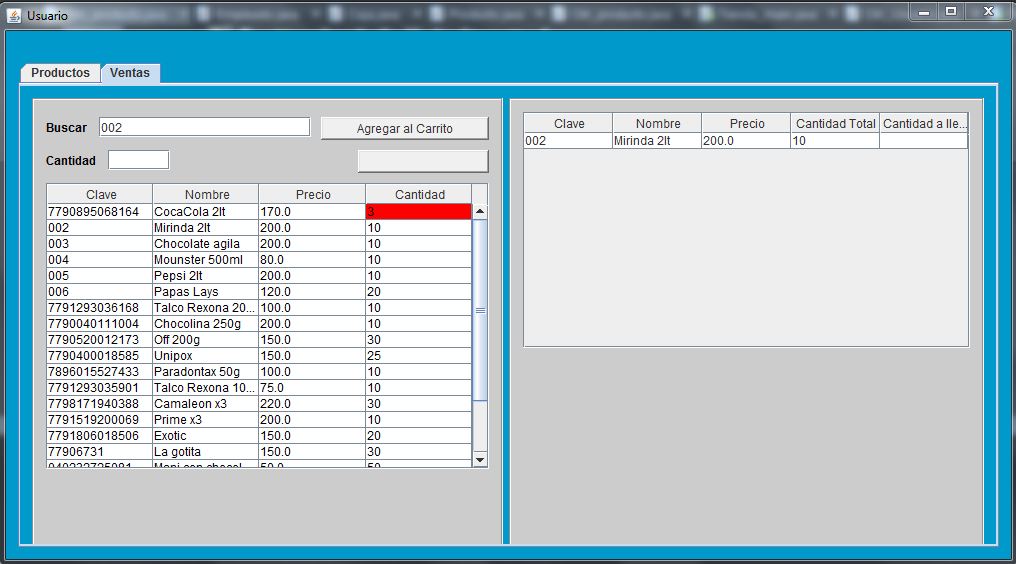 Usuario
Productos Ventas
Buscar 002 Agregar al Carrito
Cantidad
Clave Nombre Precio Cantidad
7790895068164 CocaCola 2lt 170.0 3
002 Mirinda 2lt 200.0 10
003 Chocolate agila 200.0 10
004 Mounster 500ml 80.0 10
005 Pepsi 2lt 200.0 10
006 Papas Lays 120.0 20
7791293036168 Talco Rexona 20... 100.0 10
7790040111004 Chocolina 250g 200.0 10
7790520012173 Off 200g 150.0 30
7790400018585 Unipox 150.0 25
7896015527433 Paradontax 50g 100.0 10
7791293035901 Talco Rexona 10... 75.0 10
7798171940388 Camaleon x3 220.0 30
7791519200069 Prime x3 200.0 10
7791806018506 Exotic 150.0 20
77906731 La gotita 150.0 30
Mani con chocol 50.0 50
Clave Nombre Precio Cantidad Total Cantidad a lle...
002 Mirinda 2lt 200.0 10